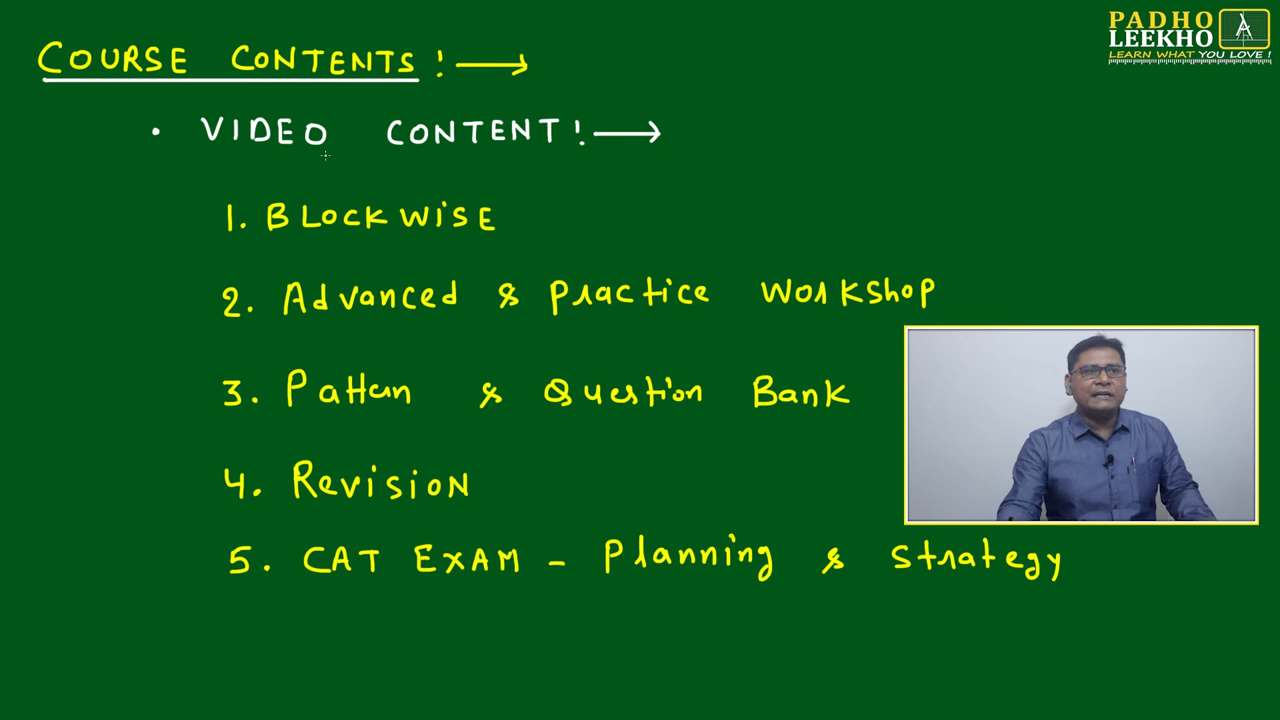 COURSE CONTENTS !→
PADHO
LEEKHO
LEARN WHAT YOU LOVE !
• VIDEO CONTENT !→
1. BLOCKWISE
2. Advanced & Practice Workshop
3. Pattern & Question Bank
4. Revision
5. CAT EXAM - Planning & Strategy